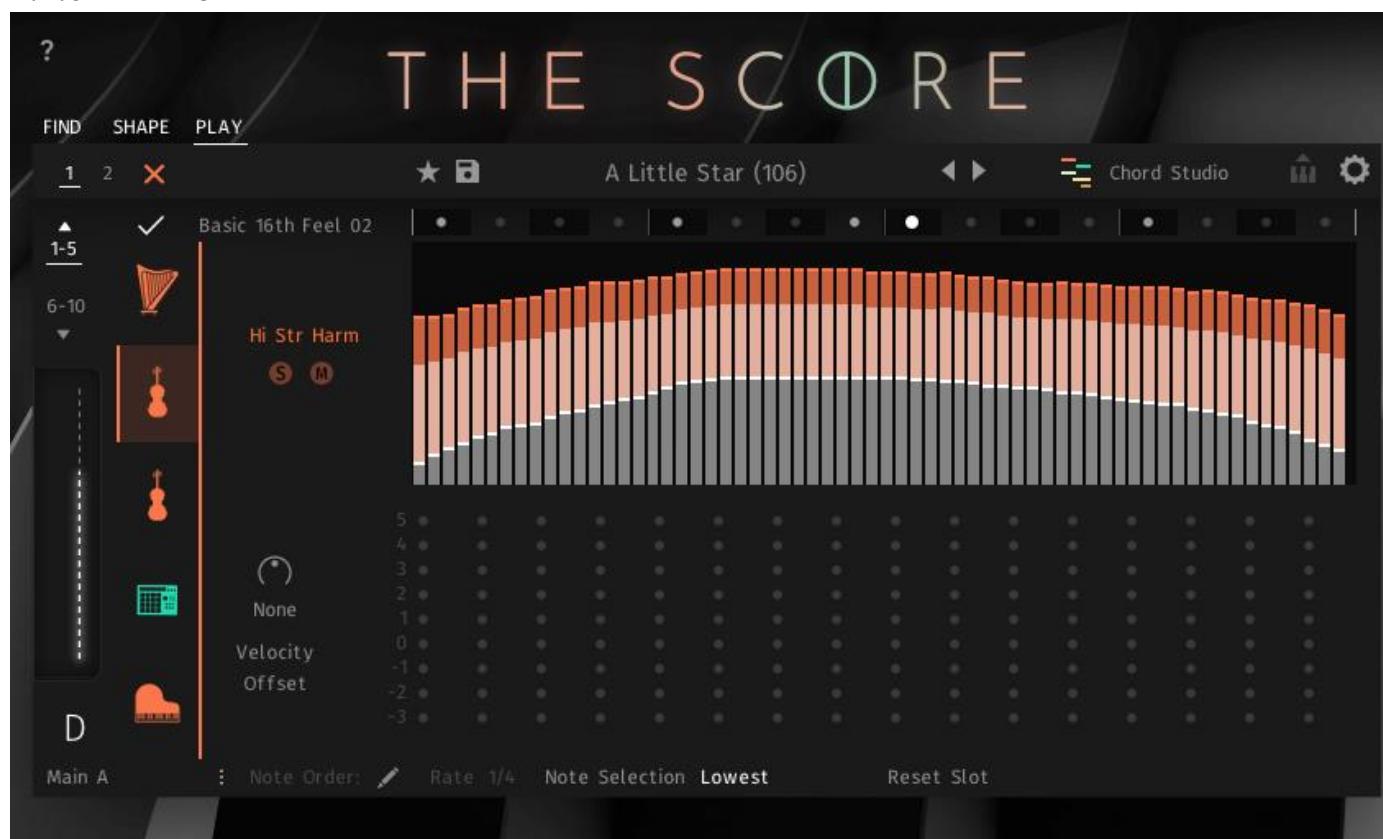 ?
THE SCORE
FIND SHAPE PLAY
1 2 A Little Star (106) Chord Studio
1-5 Basic 16th Feel 02
6-10
Hi Str Harm
S M
5
4
3
2
None
1
0
Velocity
-1
Offset
-2
-3
D
Main A Note Order: Rate 1/4 Note Selection Lowest Reset Slot